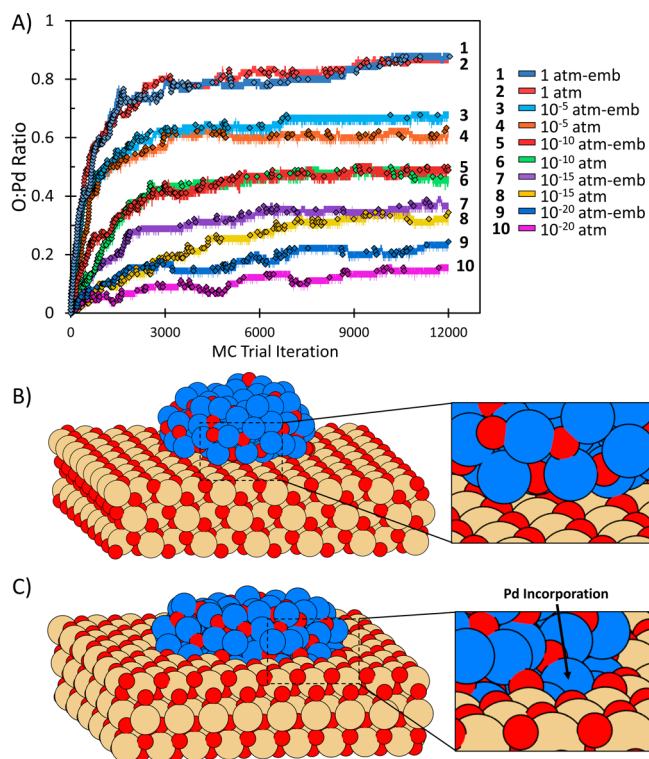 A)
1
0.8
0.6
0.4
0.2
0
O:Pd Ratio
0 3000 6000 9000 12000
MC Trial Iteration
1
2
3
4
5
6
7
8
9
10
1 1 atm-emb
2 1 atm
3 10⁻⁵ atm-emb
4 10⁻⁵ atm
5 10⁻¹⁰ atm-emb
6 10⁻¹⁰ atm
7 10⁻¹⁵ atm-emb
8 10⁻¹⁵ atm
9 10⁻²⁰ atm-emb
10 10⁻²⁰ atm
B)
C)
Pd Incorporation